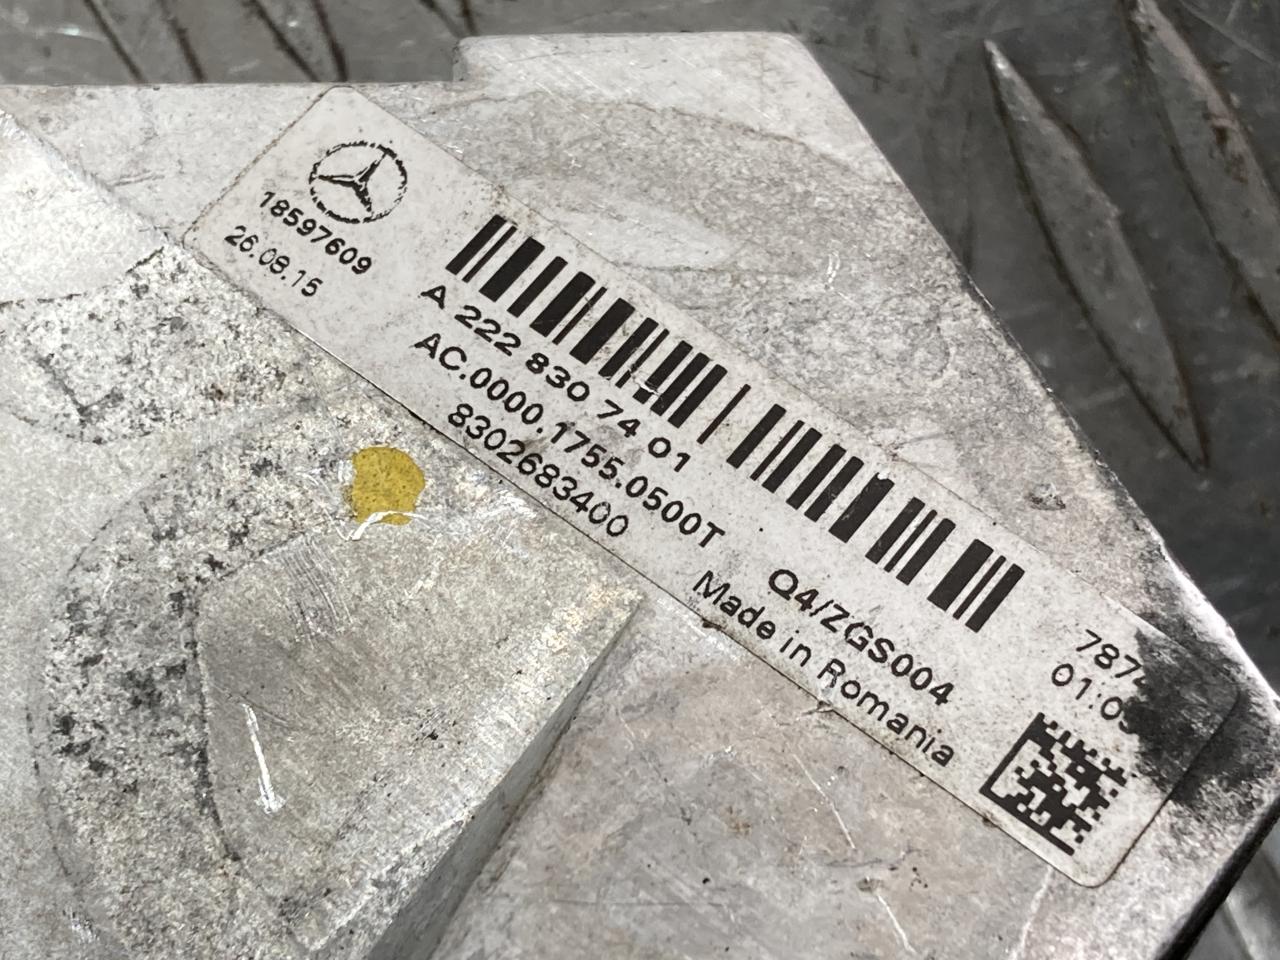 18597609
26.08.15
A 222 830 74 01
AC.0000.1755.0500T
8302683400
Q4/ZGS004
Made in Romania